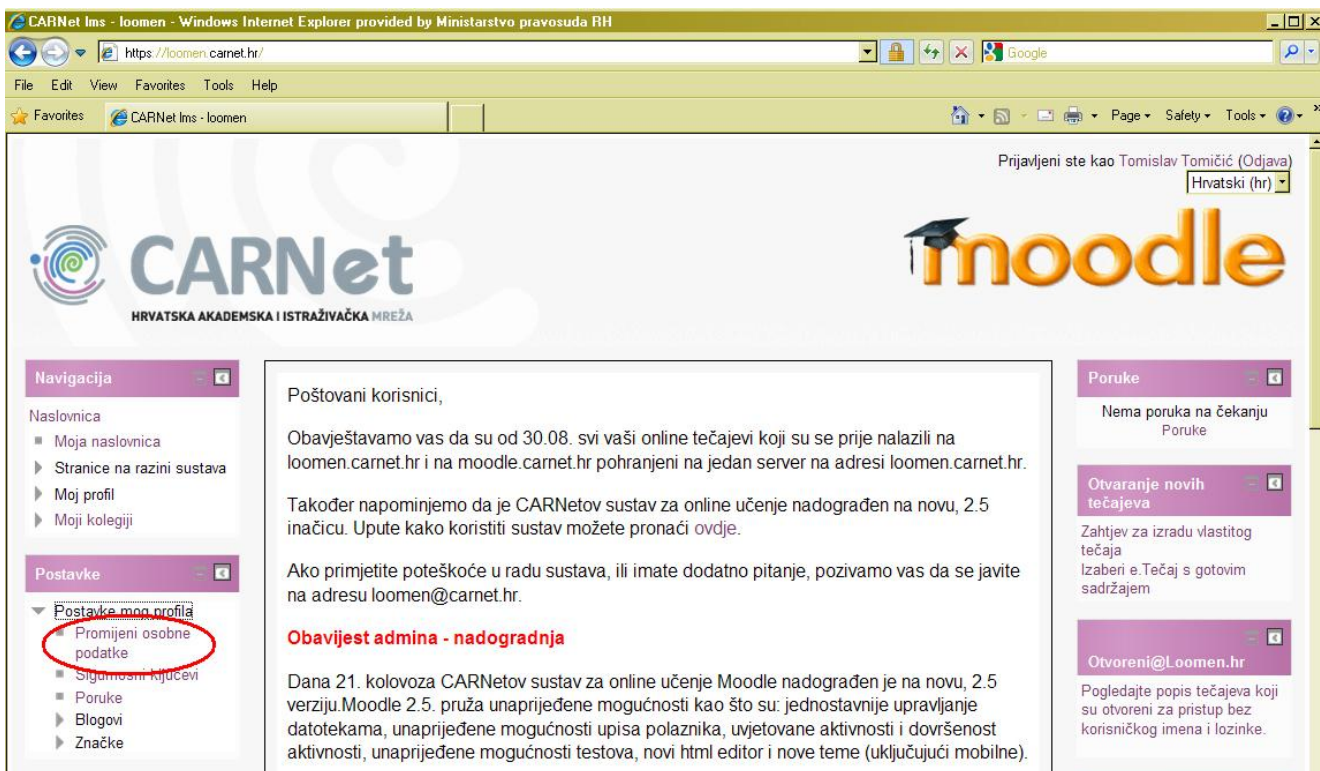 CARNet lms - loomen - Windows Internet Explorer provided by Ministarstvo pravosuda RH
https://loomen.carnet.hr/
Google
File Edit View Favorites Tools Help
Favorites
CARNet lms - loomen
Page
Safety
Tools
Prijavljeni ste kao Tomislav Tomičić (Odjava)
Hrvatski (hr)
CARNet
HRVATSKA AKADEMSKA I ISTRAŽIVAČKA MREŽA
moodle
Navigacija
Naslovnica
Moja naslovnica
Stranice na razini sustava
Moj profil
Moji kolegiji
Postavke
Postavke mog profila
Promijeni osobne
podatke
Sigurnosni ključevi
Poruke
Blogovi
Značke
Poštovani korisnici,
Obavještavamo vas da su od 30.08. svi vaši online tečajevi koji su se prije nalazili na
loomen.carnet.hr i na moodle.carnet.hr pohranjeni na jedan server na adresi loomen.carnet.hr.
Također napominjemo da je CARNetov sustav za online učenje nadograđen na novu, 2.5
inačicu. Upute kako koristiti sustav možete pronaći ovdje.
Ako primjetite poteškoće u radu sustava, ili imate dodatno pitanje, pozivamo vas da se javite
na adresu loomen@carnet.hr.
Obavijest admina - nadogradnja
Dana 21. kolovoza CARNetov sustav za online učenje Moodle nadograđen je na novu, 2.5
verziju.Moodle 2.5. pruža unaprijeđene mogućnosti kao što su: jednostavnije upravljanje
datotekama, unaprijeđene mogućnosti upisa polaznika, uvjetovane aktivnosti i dovršenost
aktivnosti, unaprijeđene mogućnosti testova, novi html editor i nove teme (uključujući mobilne).
Poruke
Nema poruka na čekanju
Poruke
Otvaranje novih
tečajeva
Zahtjev za izradu vlastitog
tečaja
Izaberi e.Tečaj s gotovim
sadržajem
Otvoreni@Loomen.hr
Pogledajte popis tečajeva koji
su otvoreni za pristup bez
korisničkog imena i lozinke.